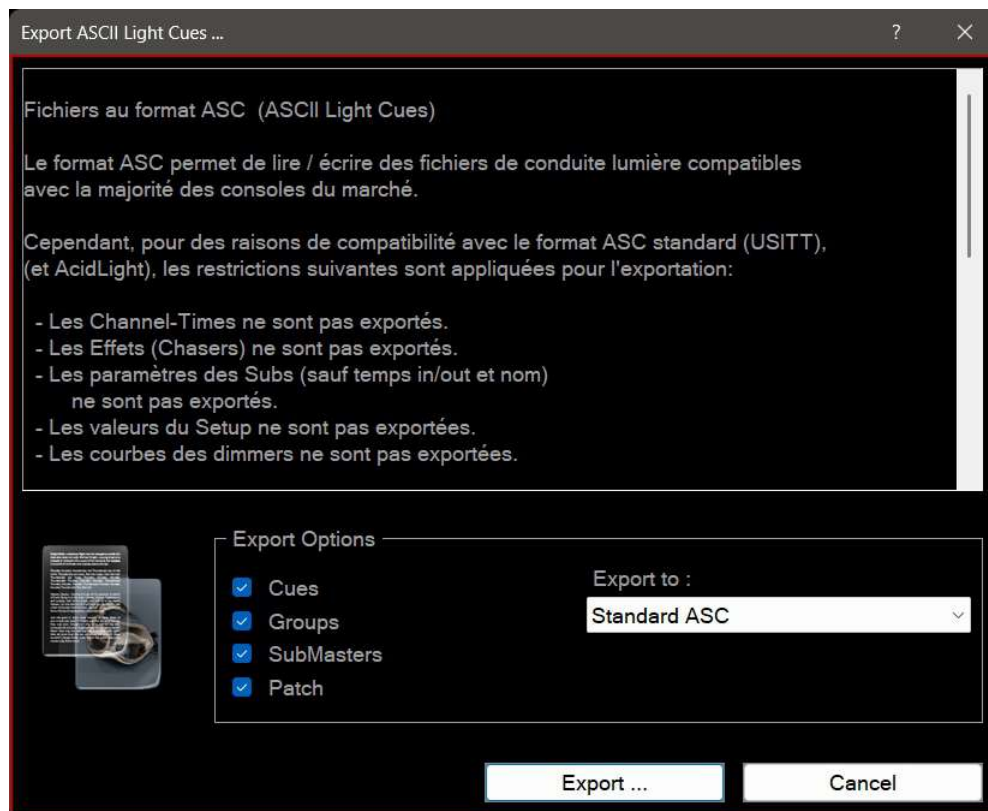 Export ASCII Light Cues ...
?
Fichiers au format ASC (ASCII Light Cues)
Le format ASC permet de lire / écrire des fichiers de conduite lumière compatibles
avec la majorité des consoles du marché.
Cependant, pour des raisons de compatibilité avec le format ASC standard (USITT),
(et AcidLight), les restrictions suivantes sont appliquées pour l'exportation:
- Les Channel-Times ne sont pas exportés.
- Les Effets (Chasers) ne sont pas exportés.
- Les paramètres des Subs (sauf temps in/out et nom)
ne sont pas exportés.
- Les valeurs du Setup ne sont pas exportées.
- Les courbes des dimmers ne sont pas exportées.
Export Options
Cues
Groups
SubMasters
Patch
Export to :
Standard ASC
Export ...
Cancel